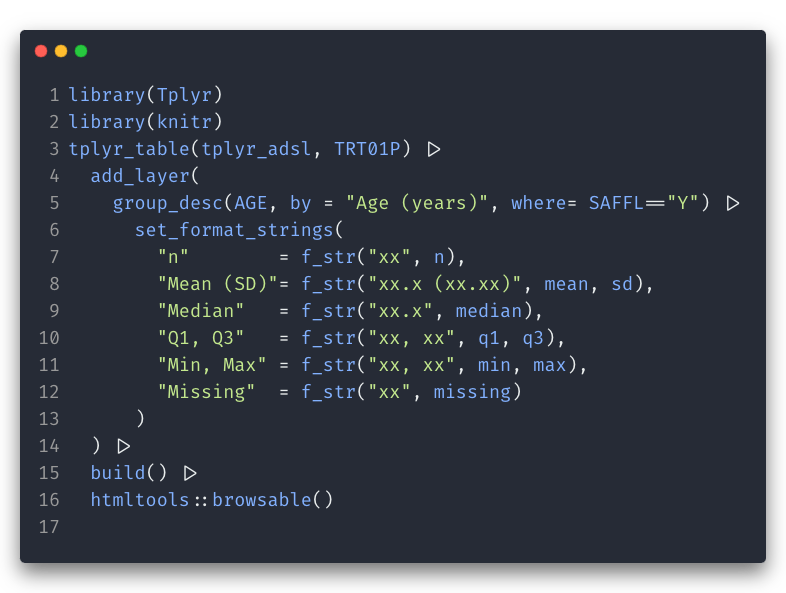 1 library(Tplyr)
2 library(knitr)
3 tplyr_table(tplyr_adsl, TRT01P) |>
4   add_layer(
5     group_desc(AGE, by = "Age (years)", where= SAFFL=="Y") |>
6       set_format_strings(
7         "n"        = f_str("xx", n),
8         "Mean (SD)"= f_str("xx.x (xx.xx)", mean, sd),
9         "Median"   = f_str("xx.x", median),
10         "Q1, Q3"   = f_str("xx, xx", q1, q3),
11         "Min, Max" = f_str("xx, xx", min, max),
12         "Missing"  = f_str("xx", missing)
13       )
14   ) |>
15   build() |>
16   htmltools::browsable()
17